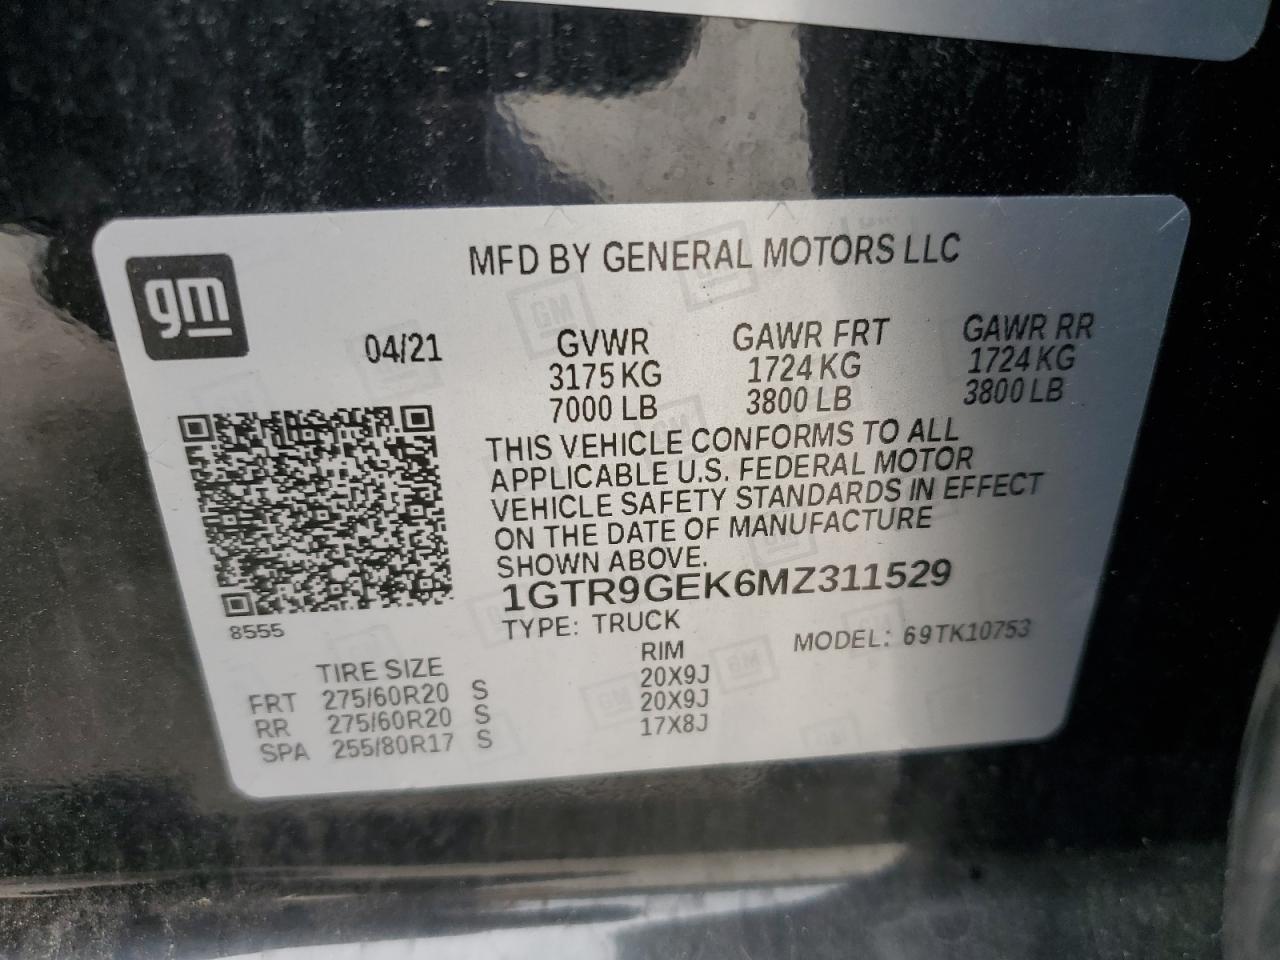 gm
MFD BY GENERAL MOTORS LLC
04/21
GVWR GAWR FRT GAWR RR
3175 KG 1724 KG 1724 KG
7000 LB 3800 LB 3800 LB
THIS VEHICLE CONFORMS TO ALL
APPLICABLE U.S. FEDERAL MOTOR
VEHICLE SAFETY STANDARDS IN EFFECT
ON THE DATE OF MANUFACTURE
SHOWN ABOVE.
1GTR9GEK6MZ311529
8555
TYPE: TRUCK
MODEL: 69TK10753
TIRE SIZE RIM
FRT 275/60R20 S 20X9J
RR 275/60R20 S 20X9J
SPA 255/80R17 S 17X8J